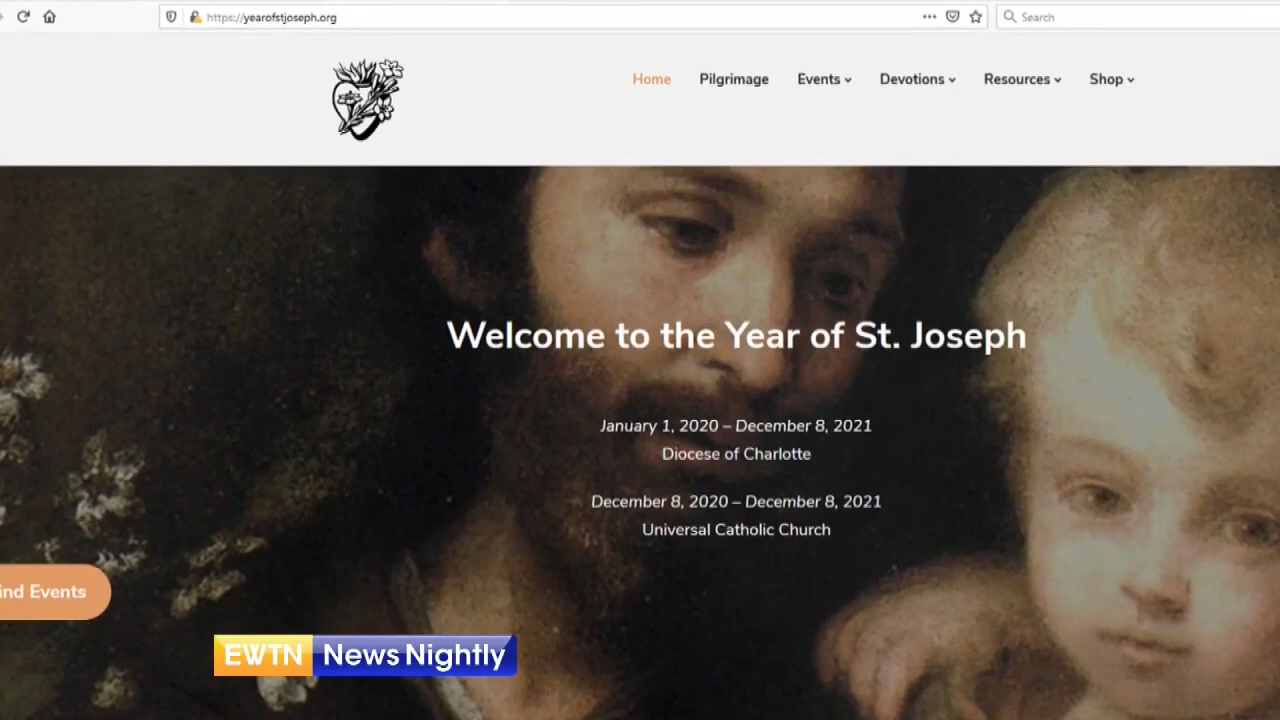 https://yearofstjoseph.org
Search
Home Pilgrimage Events Devotions Resources Shop
Welcome to the Year of St. Joseph
January 1, 2020 – December 8, 2021
Diocese of Charlotte
December 8, 2020 – December 8, 2021
Universal Catholic Church
ind Events
EWTN News Nightly